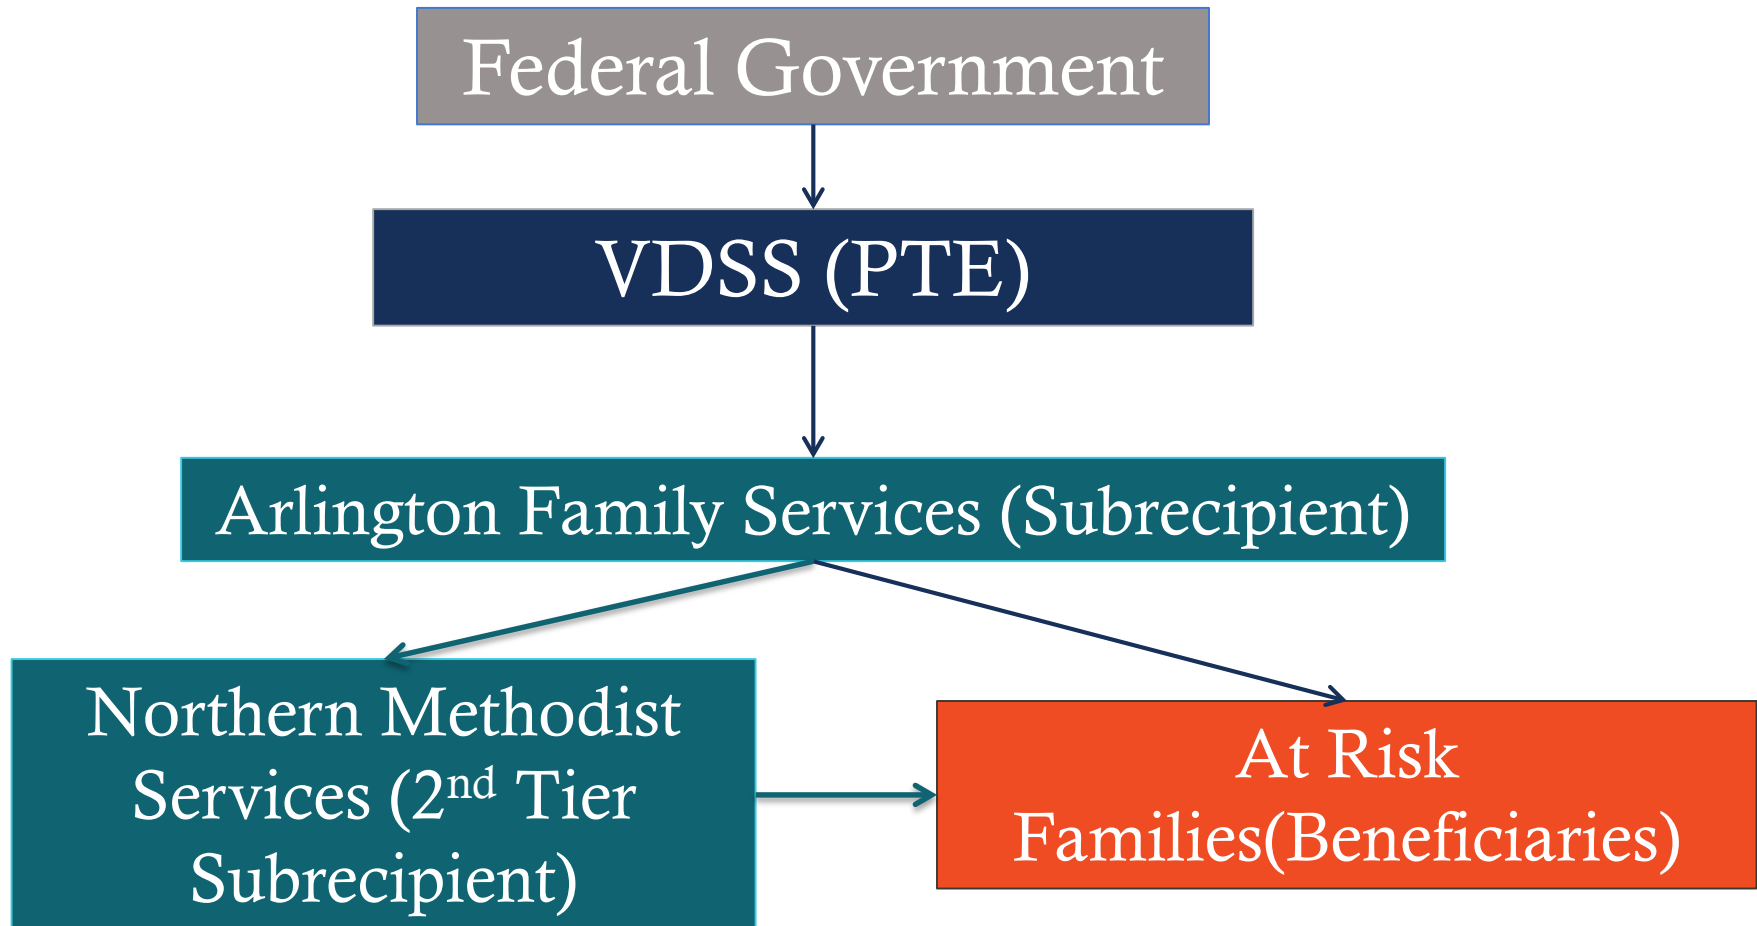 Federal Government
VDSS (PTE)
Arlington Family Services (Subrecipient)
Northern Methodist
Services (2nd Tier
Subrecipient)
At Risk
Families(Beneficiaries)